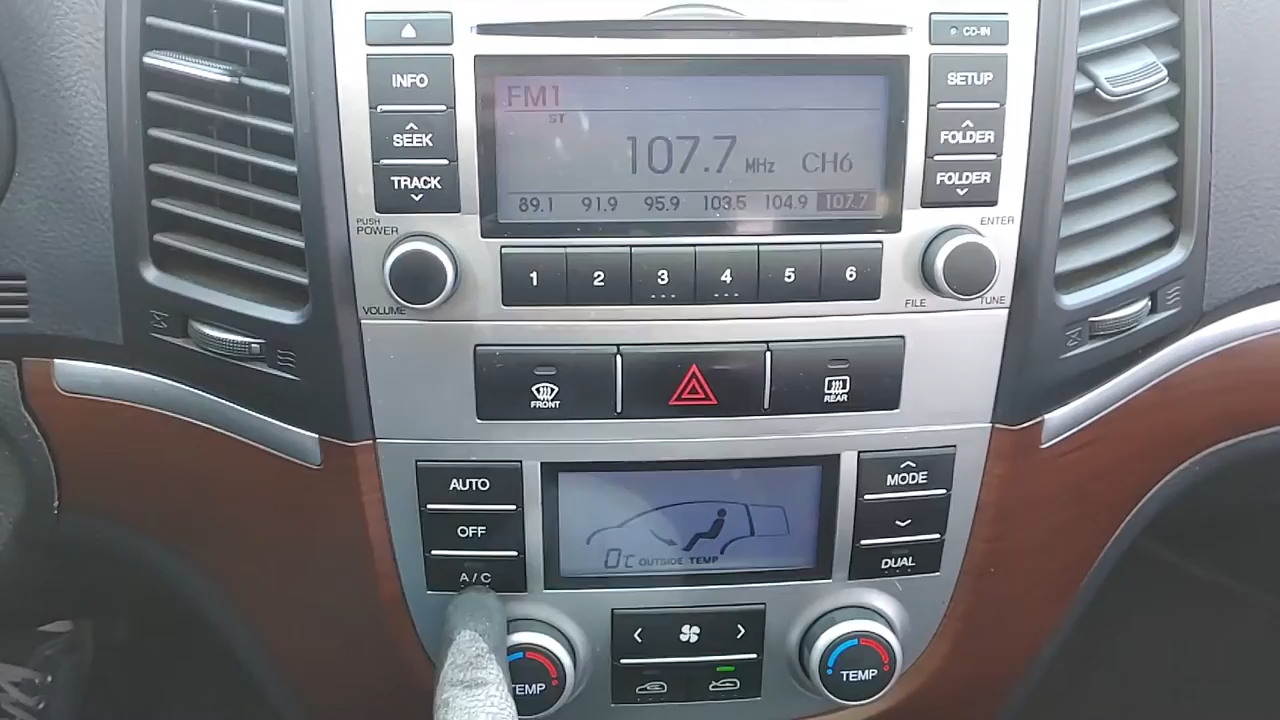 CD-IN
INFO
SETUP
SEEK
FOLDER
TRACK
FOLDER
FM1
ST
107.7 MHz CH6
89.1 91.9 95.9 103.5 104.9 107.7
PUSH
POWER
VOLUME
ENTER
FILE
TUNE
1 2 3 4 5 6
FRONT
REAR
AUTO
OFF
A/C
MODE
DUAL
0°C OUTSIDE TEMP
TEMP
TEMP